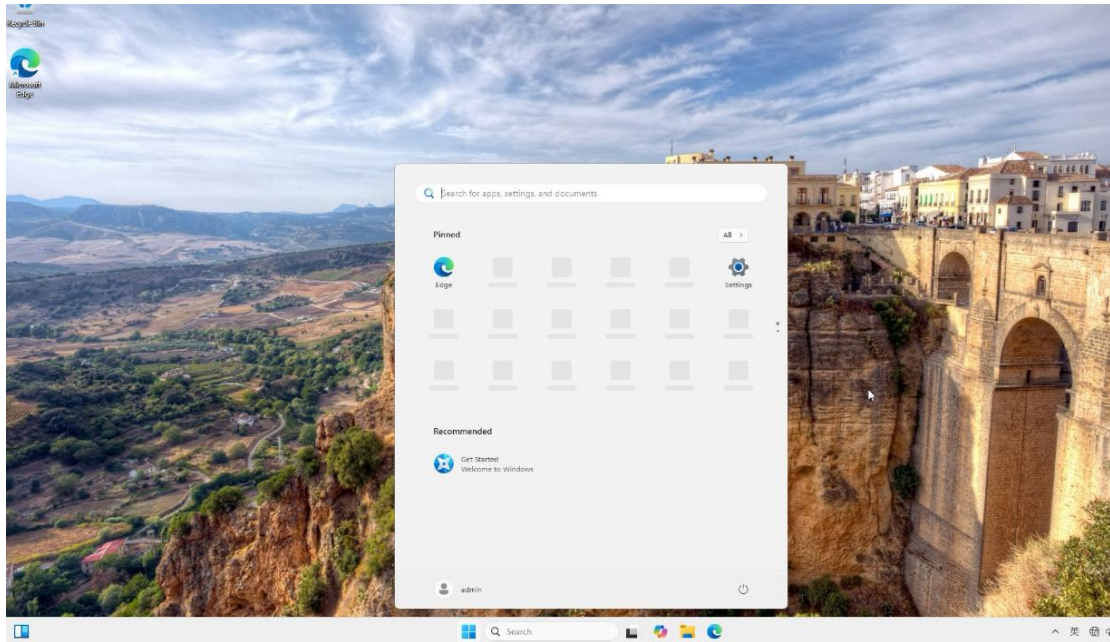 Recycle Bin
Microsoft
Edge
Search for apps, settings, and documents
Pinned
All
Edge
Settings
Recommended
Get Started
Welcome to Windows
admin
Search
英